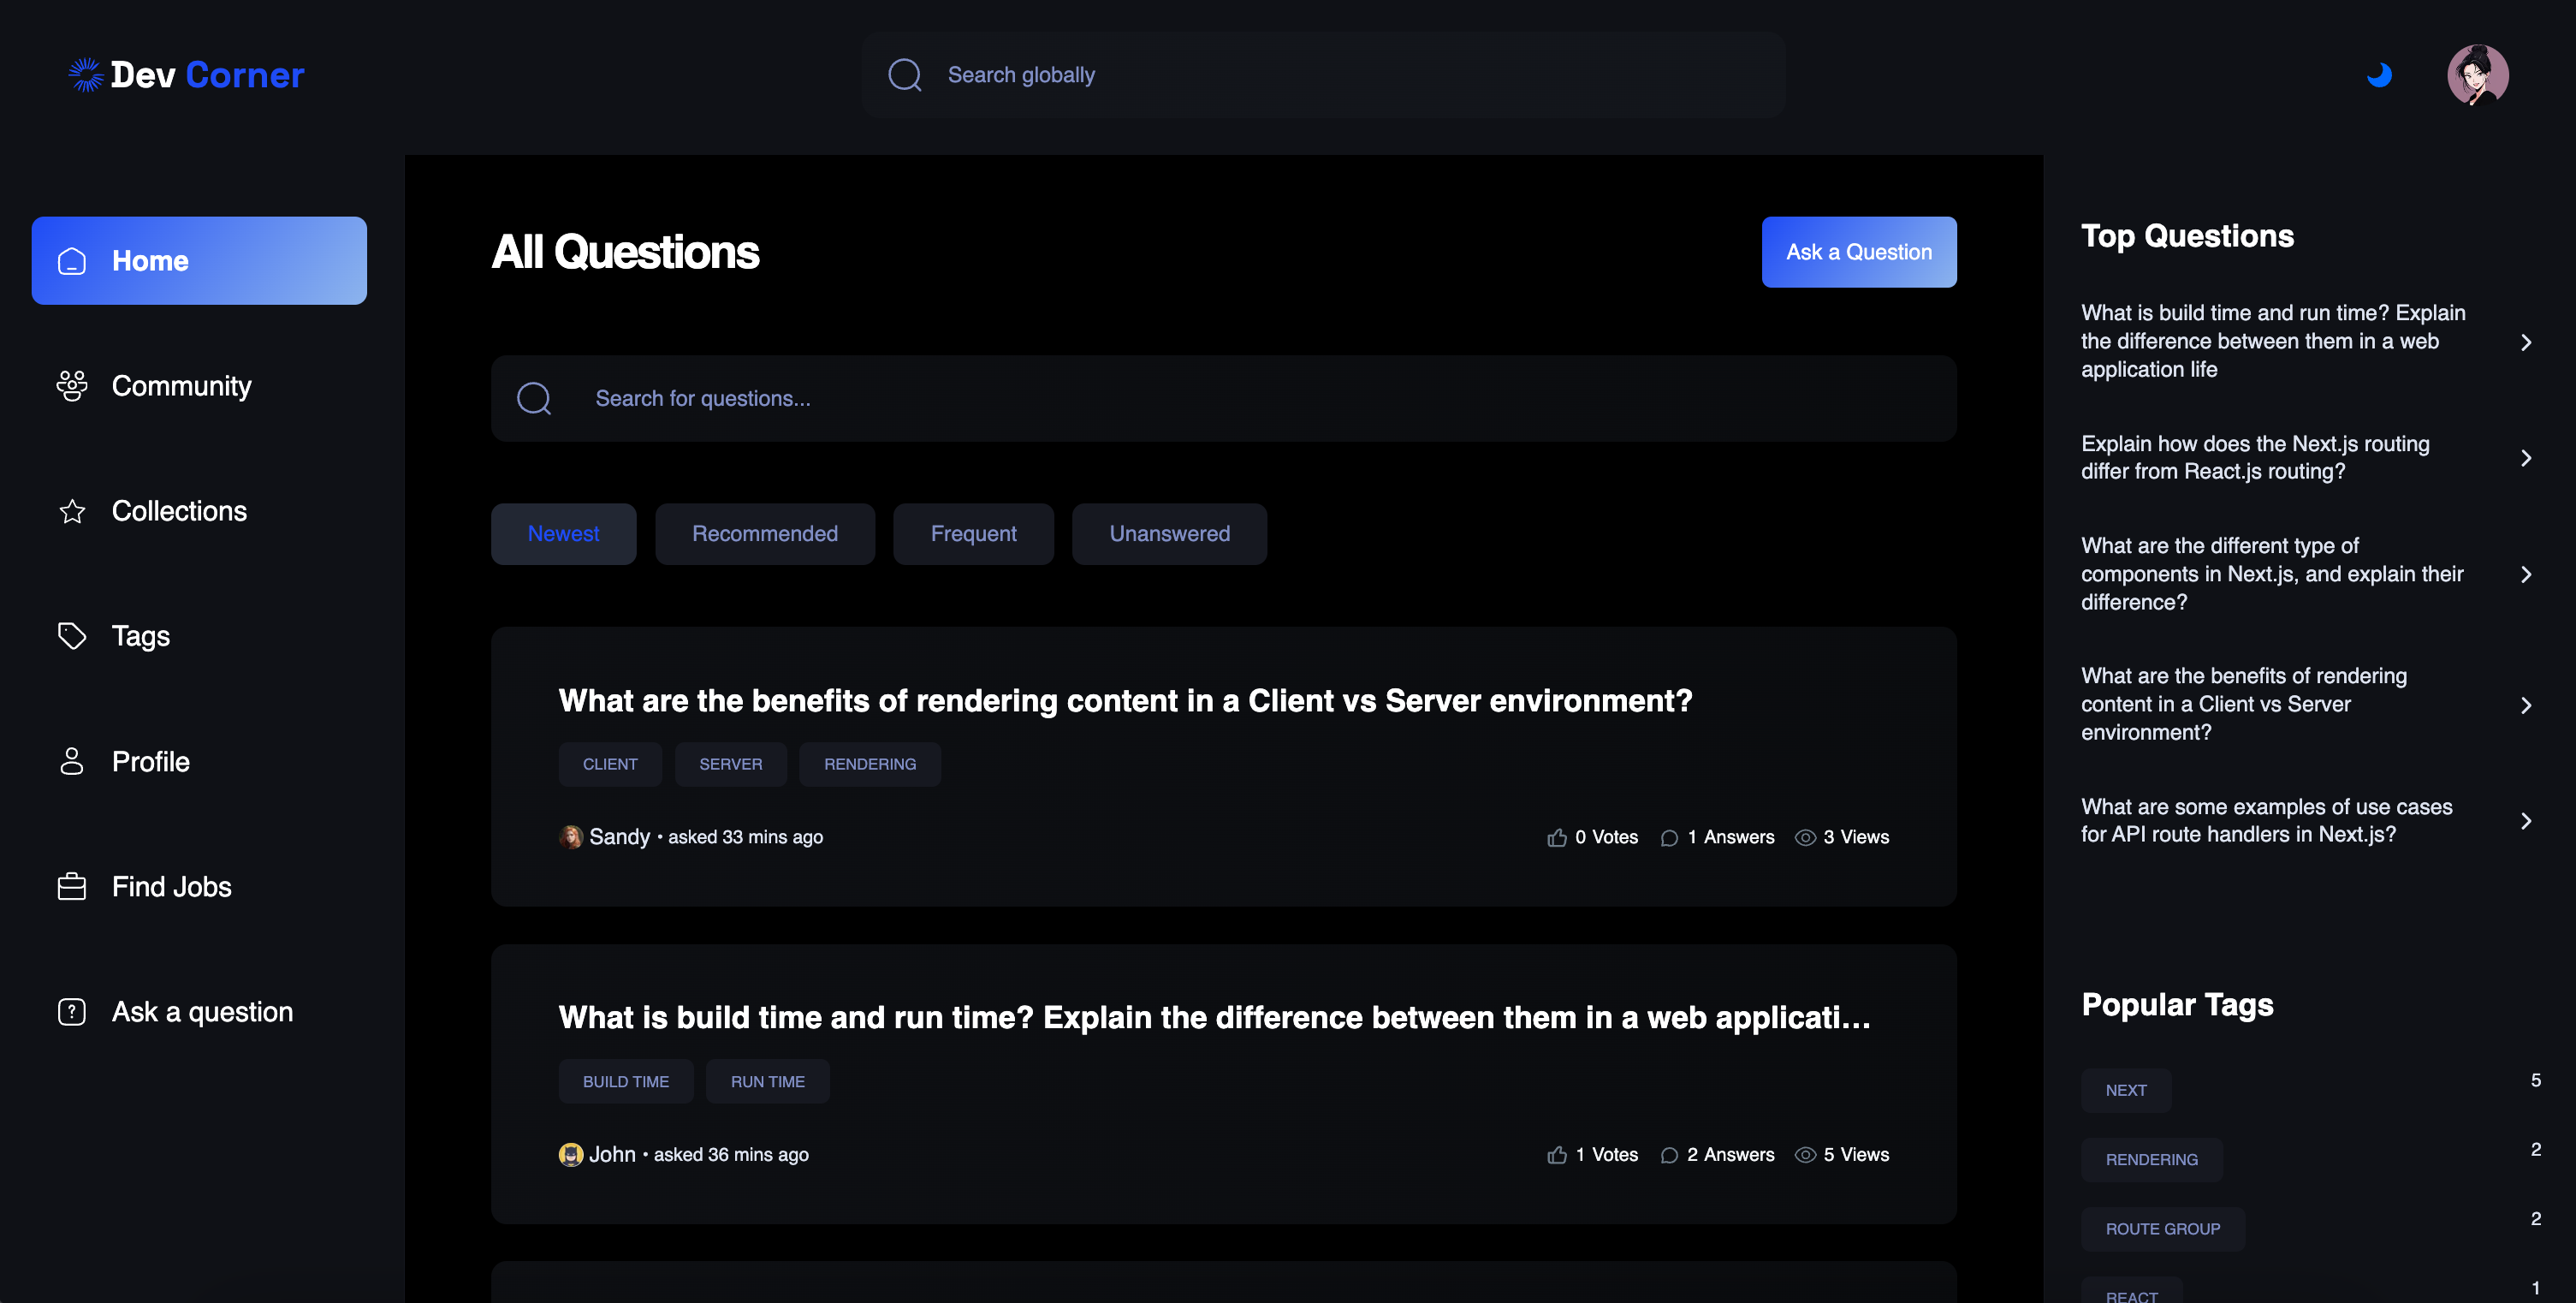 Dev Corner
Search globally
Home
Community
Collections
Tags
Profile
Find Jobs
Ask a question
All Questions
Ask a Question
Search for questions...
Newest
Recommended
Frequent
Unanswered
What are the benefits of rendering content in a Client vs Server environment?
CLIENT
SERVER
RENDERING
Sandy • asked 33 mins ago
0 Votes
1 Answers
3 Views
What is build time and run time? Explain the difference between them in a web applicati...
BUILD TIME
RUN TIME
John • asked 36 mins ago
1 Votes
2 Answers
5 Views
Top Questions
What is build time and run time? Explain
the difference between them in a web
application life
Explain how does the Next.js routing
differ from React.js routing?
What are the different type of
components in Next.js, and explain their
difference?
What are the benefits of rendering
content in a Client vs Server
environment?
What are some examples of use cases
for API route handlers in Next.js?
Popular Tags
NEXT
5
RENDERING
2
ROUTE GROUP
2
REACT
1